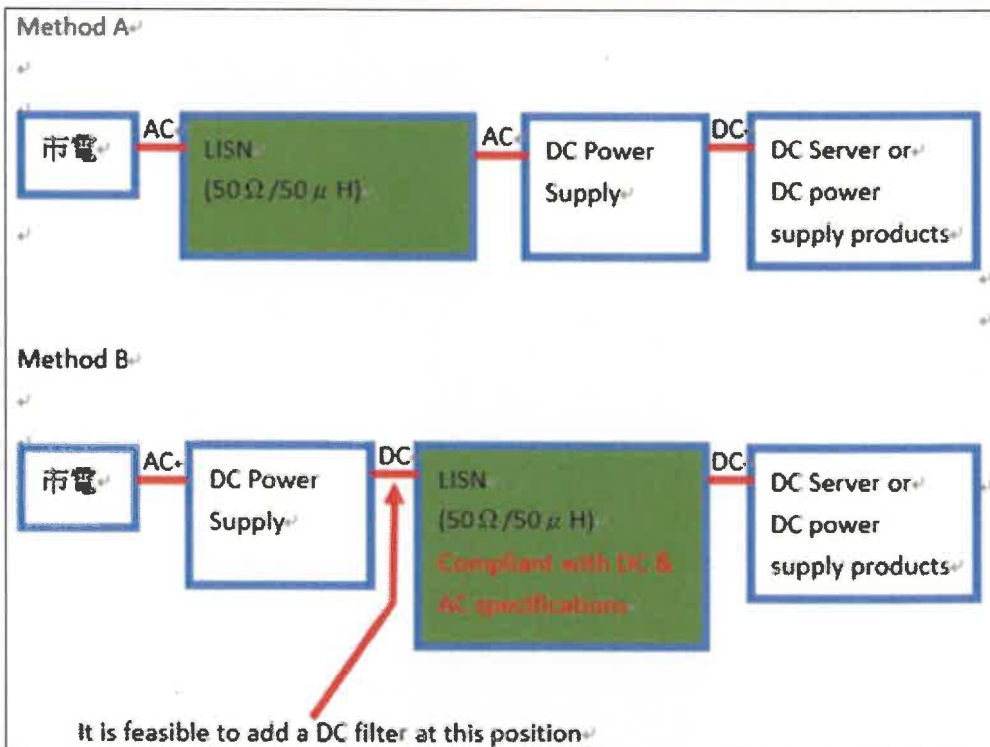 Method A
市電 AC LISN AC DC Power DC DC Server or
(50Ω/50μH) Supply DC power
supply products
Method B
市電 AC DC Power DC LISN DC DC Server or
Supply (50Ω/50μH) DC power
Compliant with DC & supply products
AC specifications
It is feasible to add a DC filter at this position